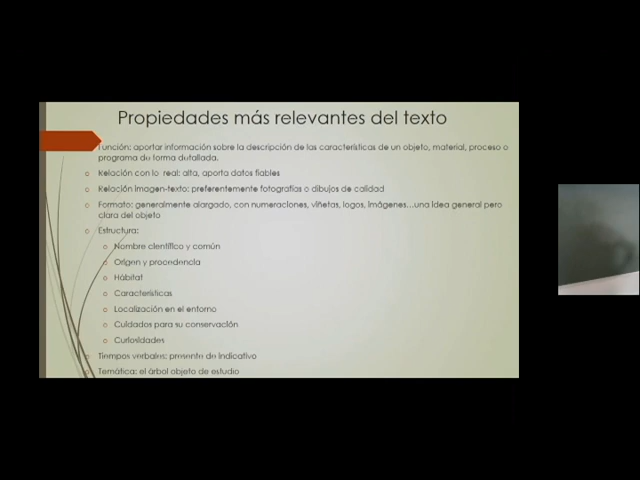 Propiedades más relevantes del texto
Función: aportar información sobre la descripción de las características de un objeto, material, proceso o
programa de forma detallada.
Relación con lo real: alta, aporta datos fiables
Relación imagen-texto: preferentemente fotografías o dibujos de calidad
Formato: generalmente alargado, con numeraciones, viñetas, logos, imágenes...una idea general pero
clara del objeto
Estructura:
Nombre científico y común
Origen y procedencia
Hábitat
Características
Localización en el entorno
Cuidados para su conservación
Curiosidades
Tiempos verbales: presente de indicativo
Temática: el árbol objeto de estudio